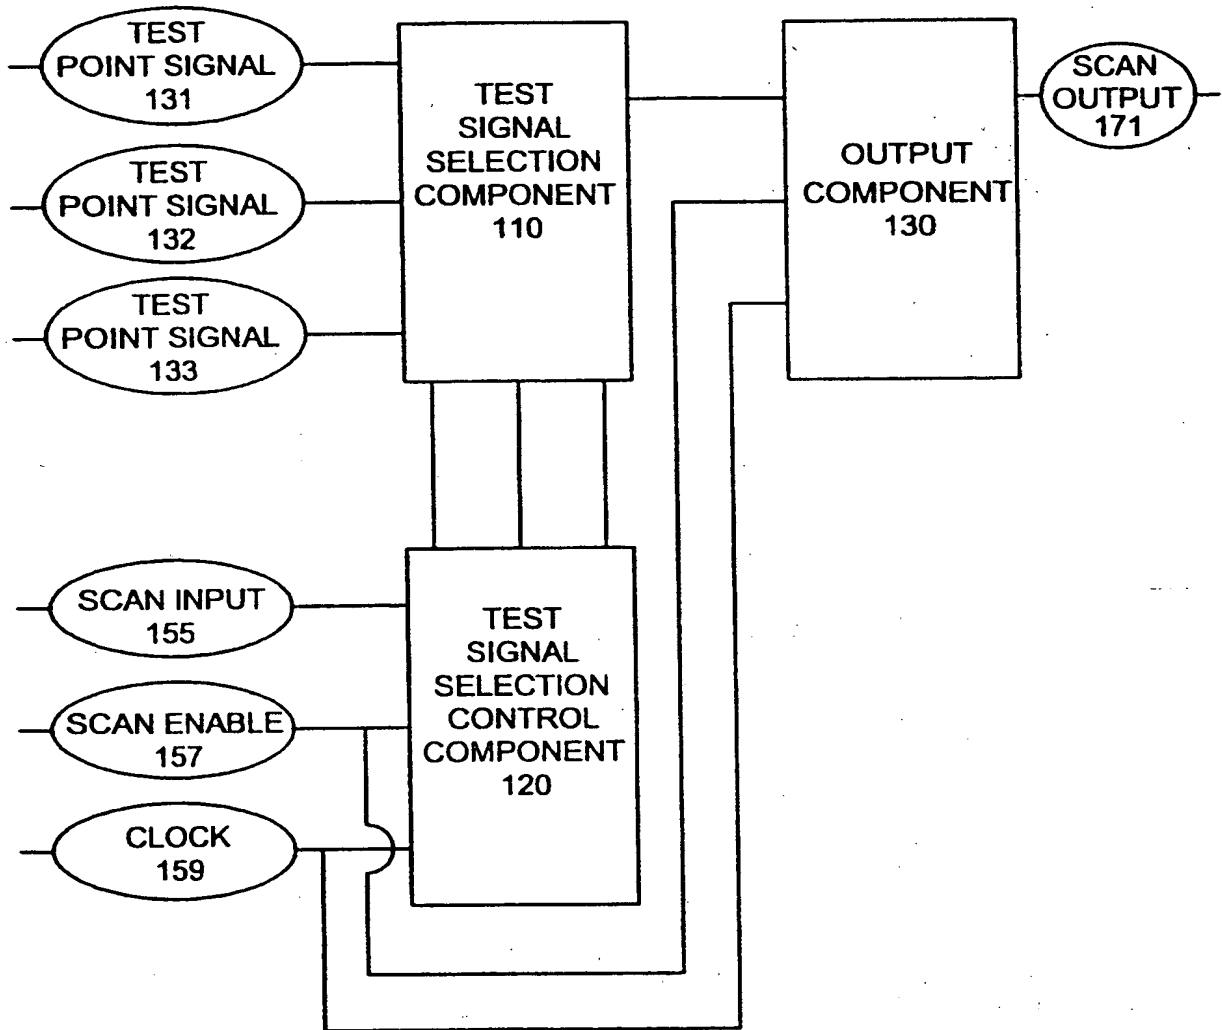 TEST
POINT SIGNAL
131
TEST
POINT SIGNAL
132
TEST
POINT SIGNAL
133
TEST
SIGNAL
SELECTION
COMPONENT
110
OUTPUT
COMPONENT
130
SCAN
OUTPUT
171
SCAN INPUT
155
SCAN ENABLE
157
CLOCK
159
TEST
SIGNAL
SELECTION
CONTROL
COMPONENT
120